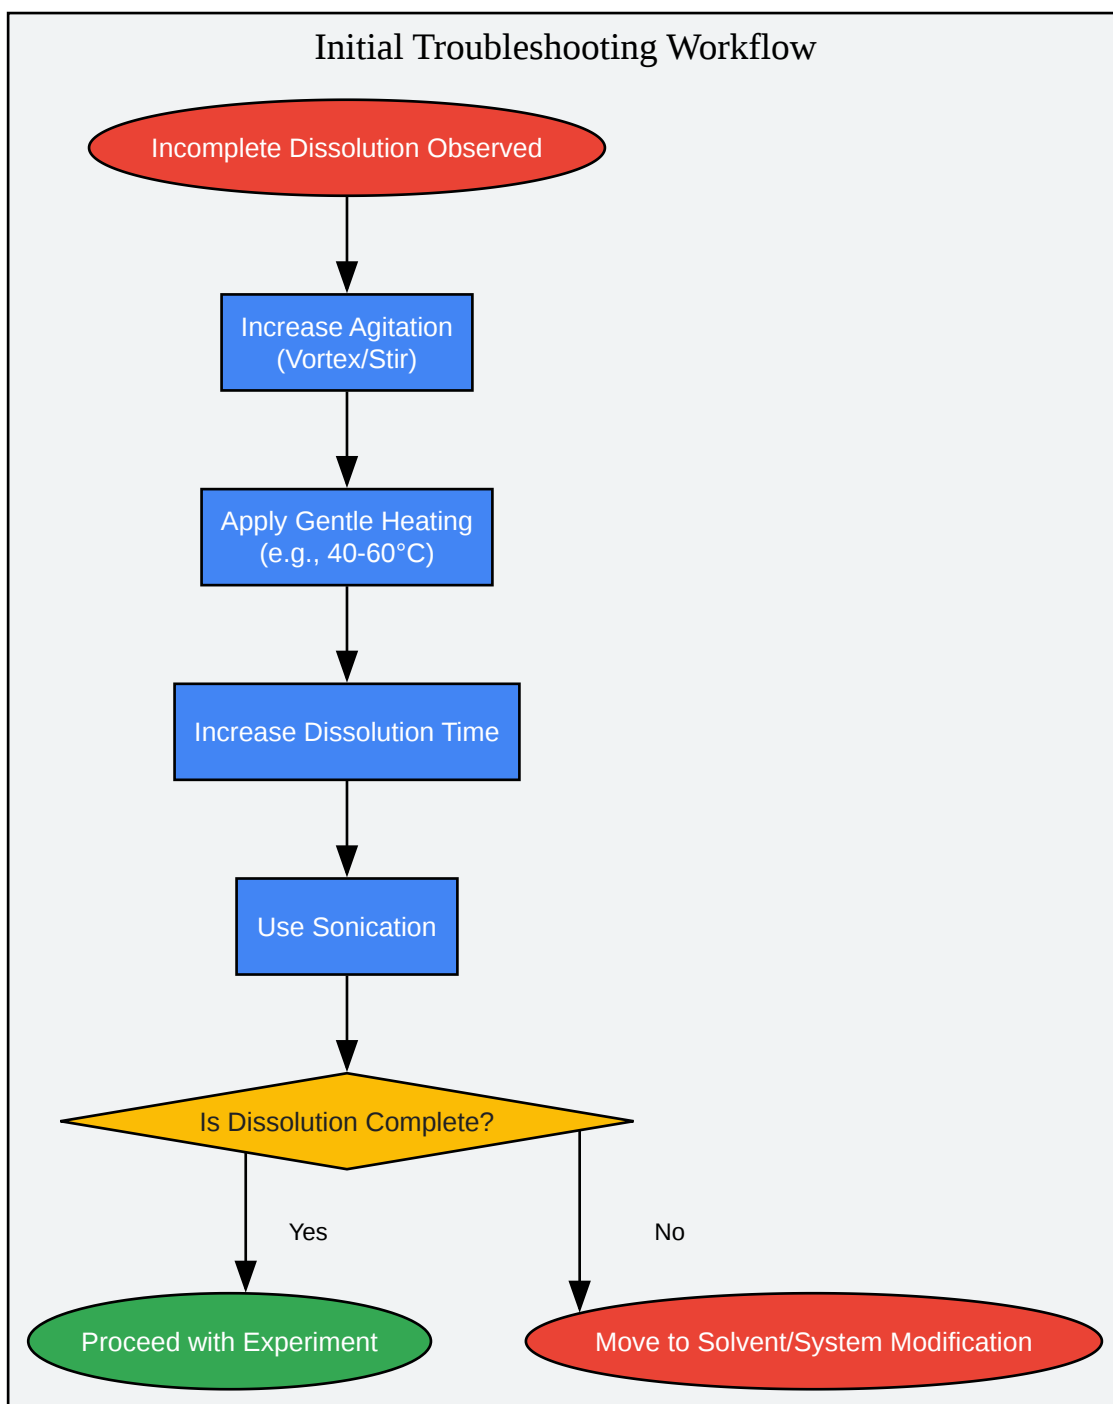 Initial Troubleshooting Workflow
Incomplete Dissolution Observed
Increase Agitation
(Vortex/Stir)
Apply Gentle Heating
(e.g., 40-60°C)
Increase Dissolution Time
Use Sonication
Is Dissolution Complete?
Yes
No
Proceed with Experiment
Move to Solvent/System Modification